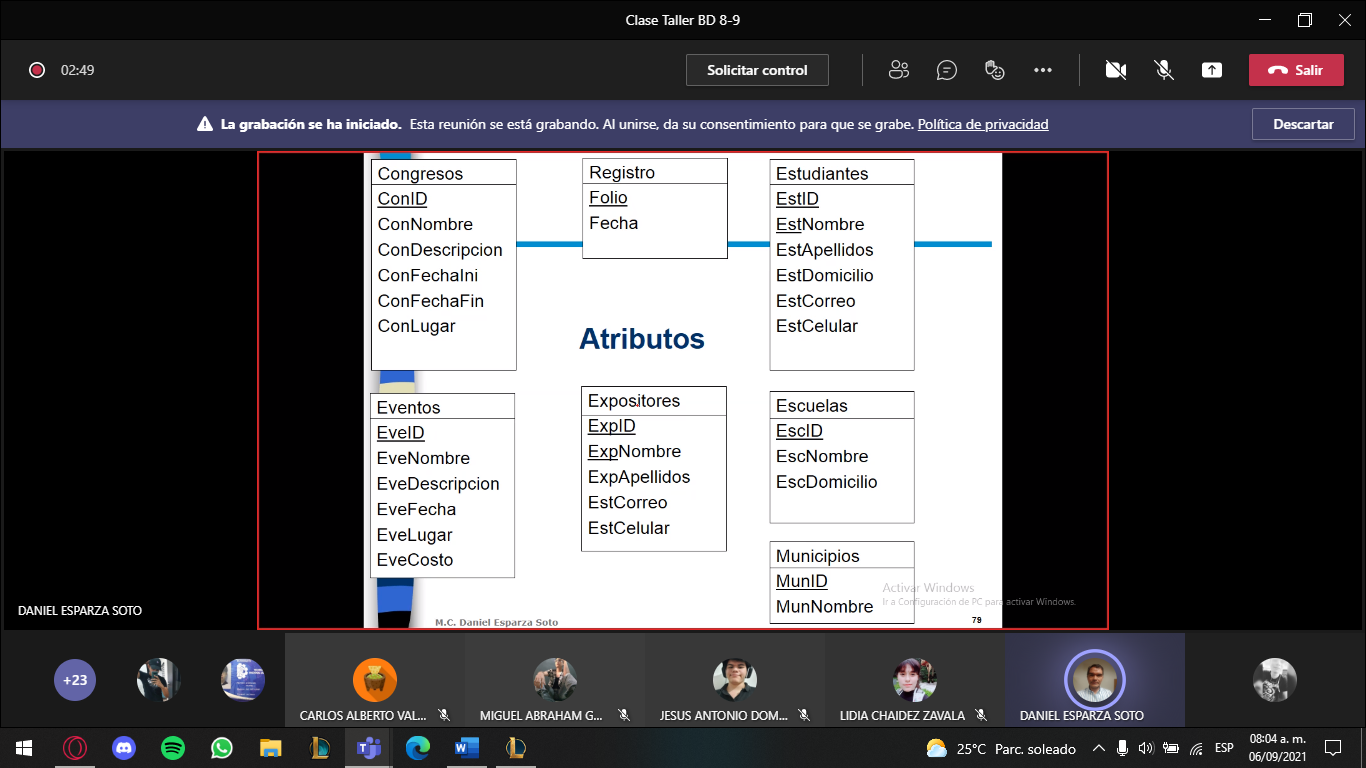 Clase Taller BD 8-9
02:49
Solicitar control
Salir
La grabación se ha iniciado. Esta reunión se está grabando. Al unirse, da su consentimiento para que se grabe. Política de privacidad
Descartar
Congresos
ConID
ConNombre
ConDescripcion
ConFechaIni
ConFechaFin
ConLugar
Registro
Folio
Fecha
Estudiantes
EstID
EstNombre
EstApellidos
EstDomicilio
EstCorreo
EstCelular
Atributos
Eventos
EveID
EveNombre
EveDescripcion
EveFecha
EveLugar
EveCosto
Expositores
ExpID
ExpNombre
ExpApellidos
EstCorreo
EstCelular
Escuelas
EscID
EscNombre
EscDomicilio
Municipios
MunID
MunNombre
Activar Windows
Ir a Configuración de PC para activar Windows.
DANIEL ESPARZA SOTO
M.C. Daniel Esparza Soto
79
+23
CARLOS ALBERTO VAL...
MIGUEL ABRAHAM G...
JESUS ANTONIO DOM...
LIDIA CHAIDEZ ZAVALA
DANIEL ESPARZA SOTO
25°C Parc. soleado
ESP
08:04 a. m.
06/09/2021